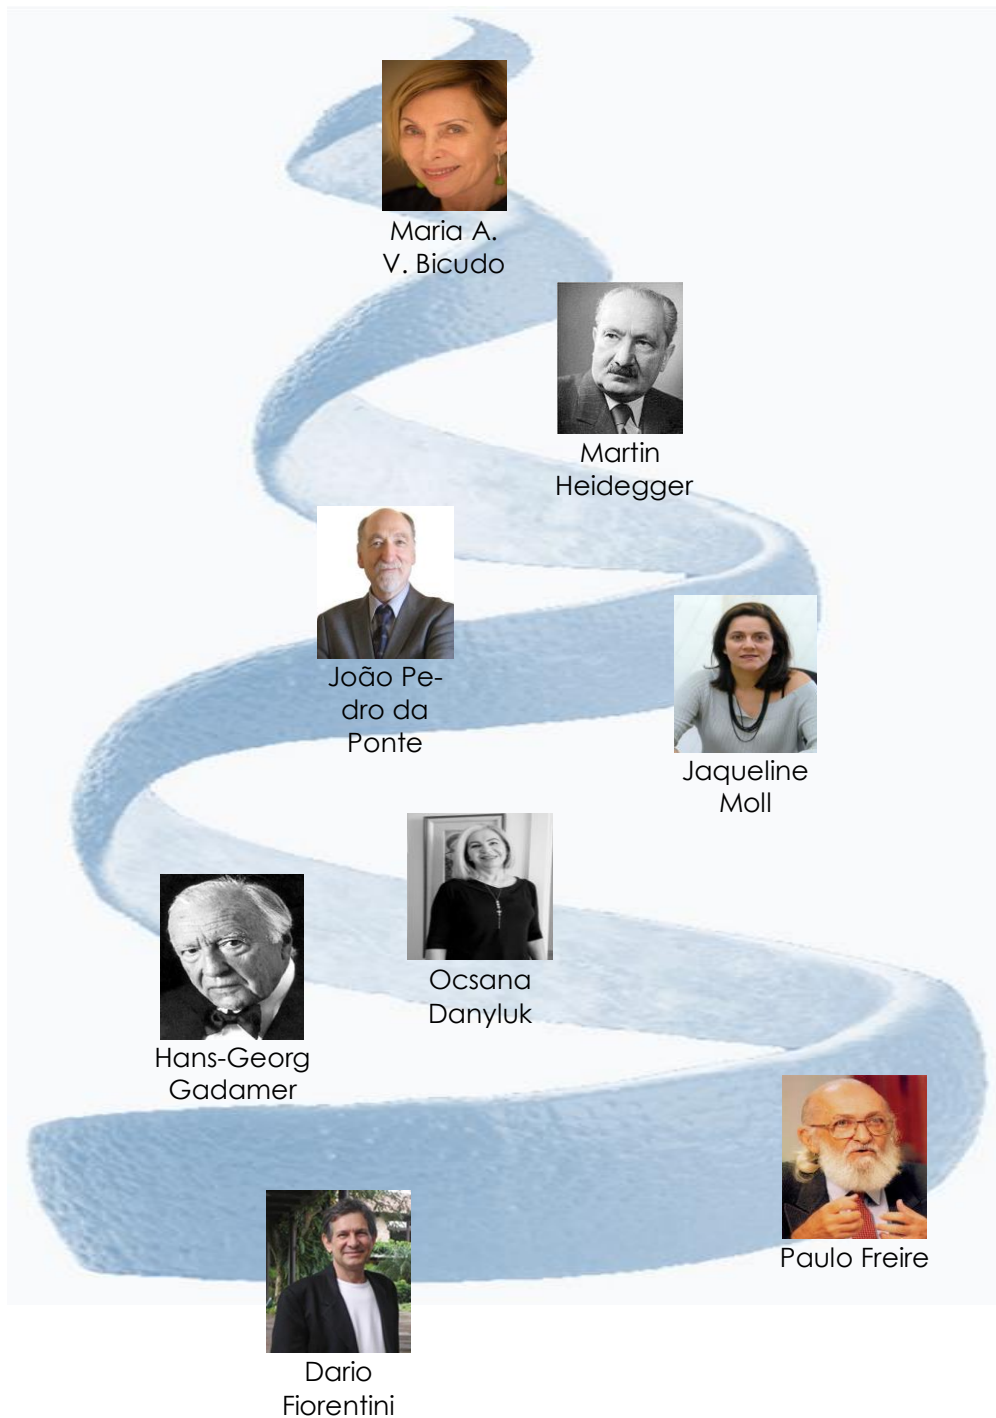 Maria A.
V. Bicudo
Martin
Heidegger
João Pe-
dro da
Ponte
Jaqueline
Moll
Ocsana
Danyluk
Hans-Georg
Gadamer
Paulo Freire
Dario
Fiorentini